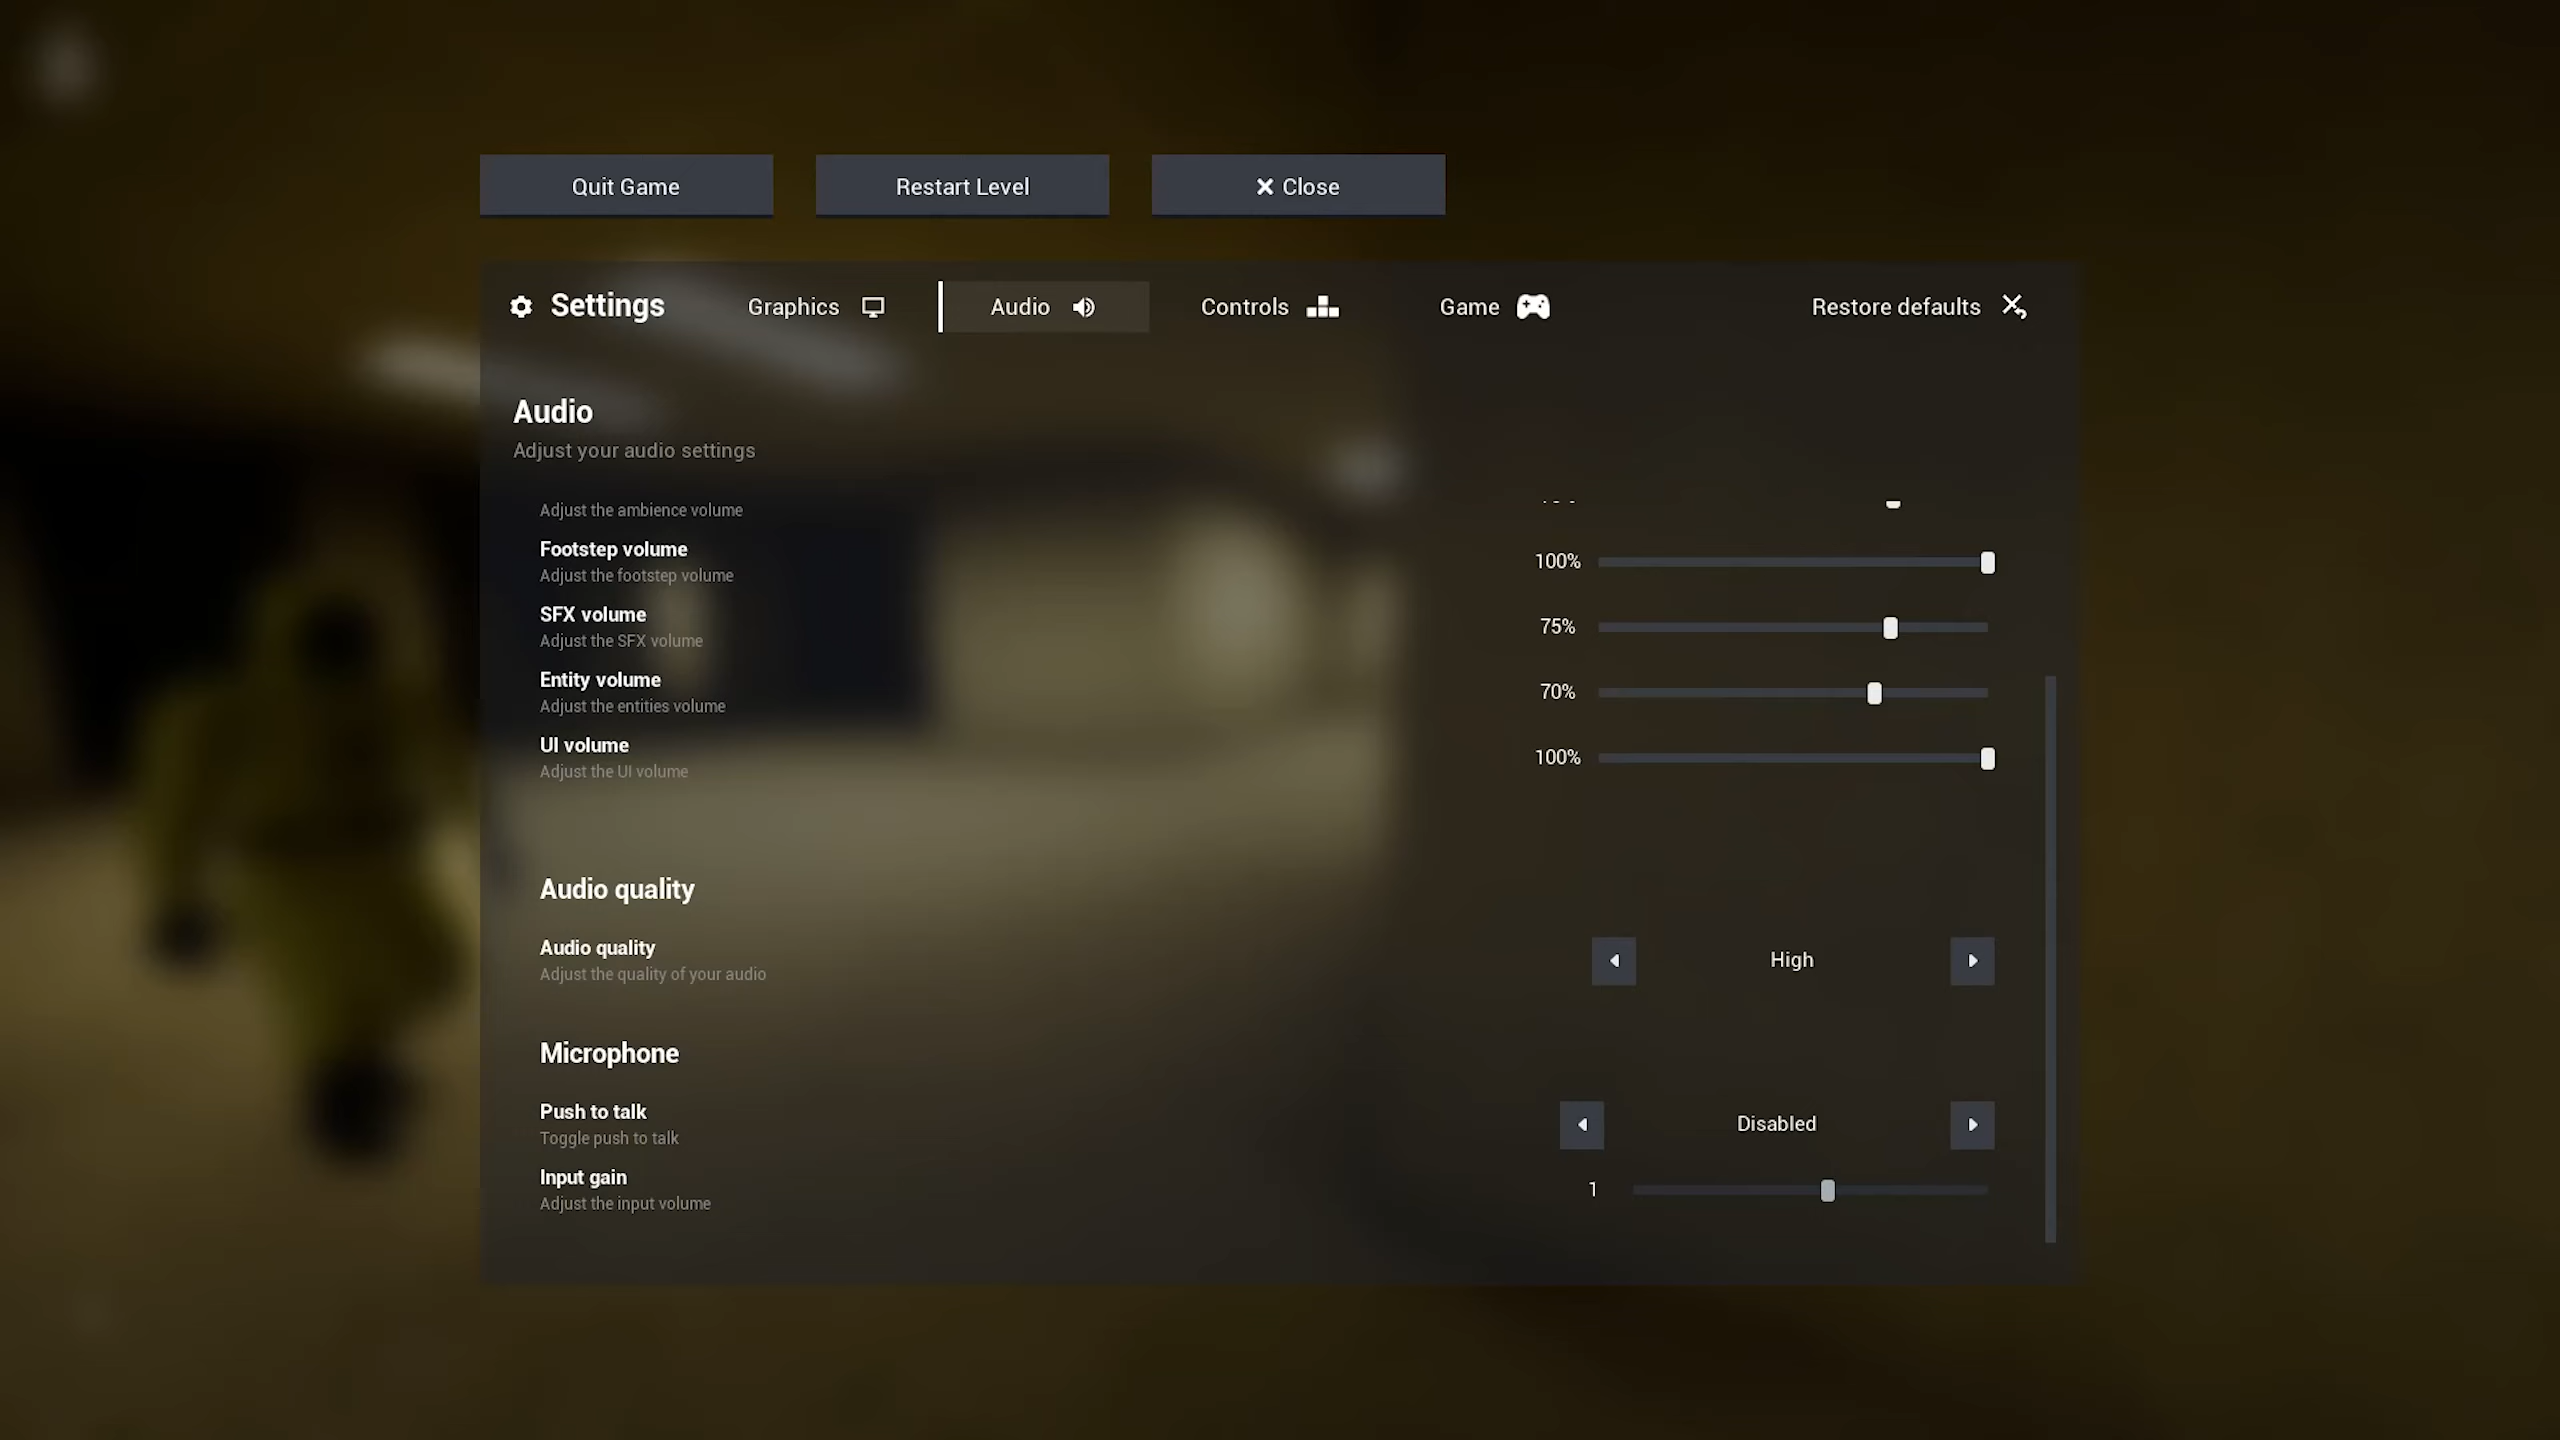 Quit Game
Restart Level
Close
Settings
Graphics
Audio
Controls
Game
Restore defaults
Audio
Adjust your audio settings
Adjust the ambience volume
Footstep volume
Adjust the footstep volume
100%
SFX volume
Adjust the SFX volume
75%
Entity volume
Adjust the entities volume
70%
UI volume
Adjust the UI volume
100%
Audio quality
Audio quality
Adjust the quality of your audio
High
Microphone
Push to talk
Toggle push to talk
Disabled
Input gain
Adjust the input volume
1